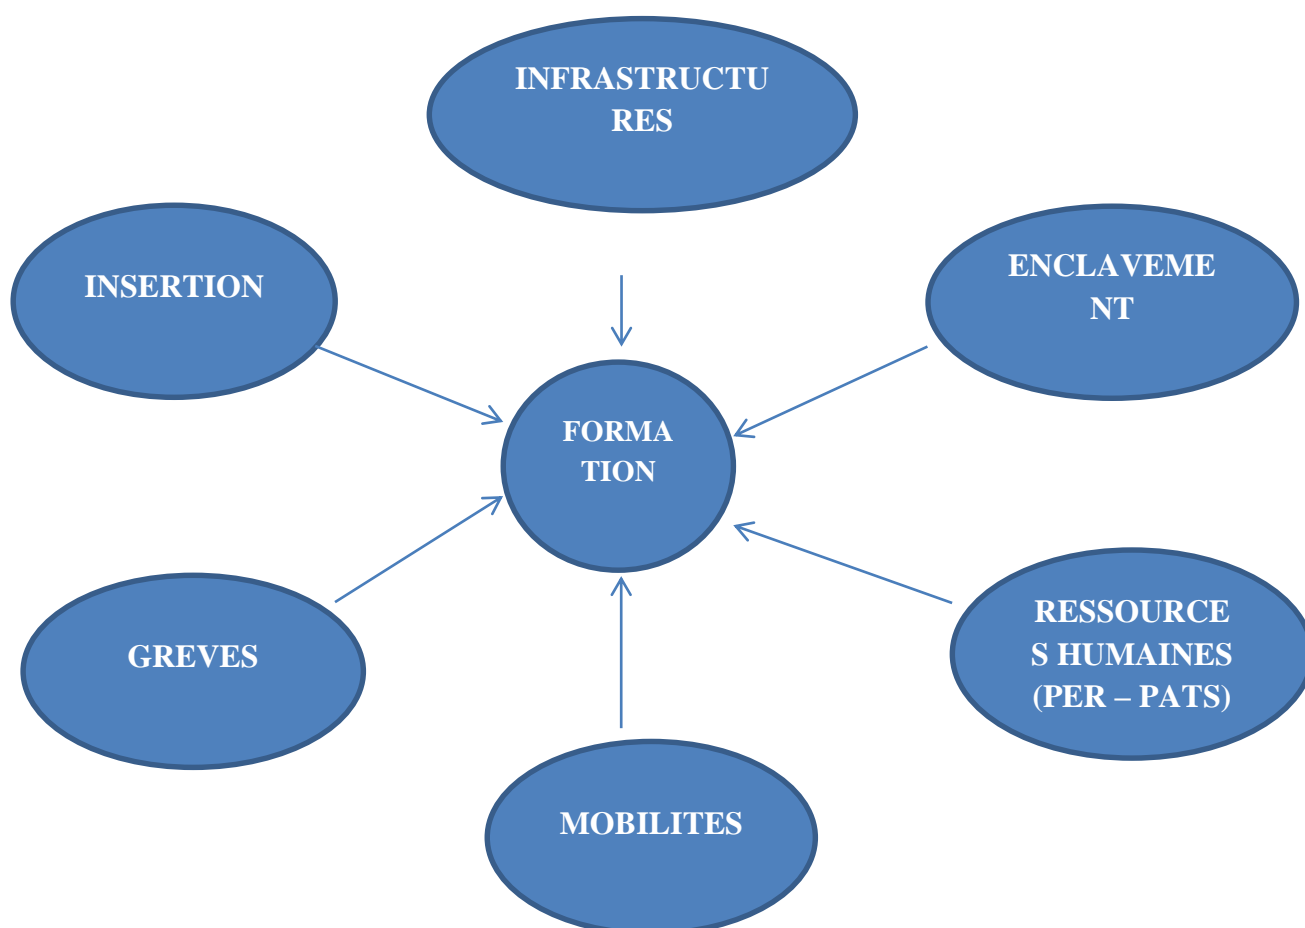 INFRASTRUCTU
RES
INSERTION
ENCLAVEME
NT
FORMA
TION
GREVES
RESSOURCE
S HUMAINES
(PER – PATS)
MOBILITES